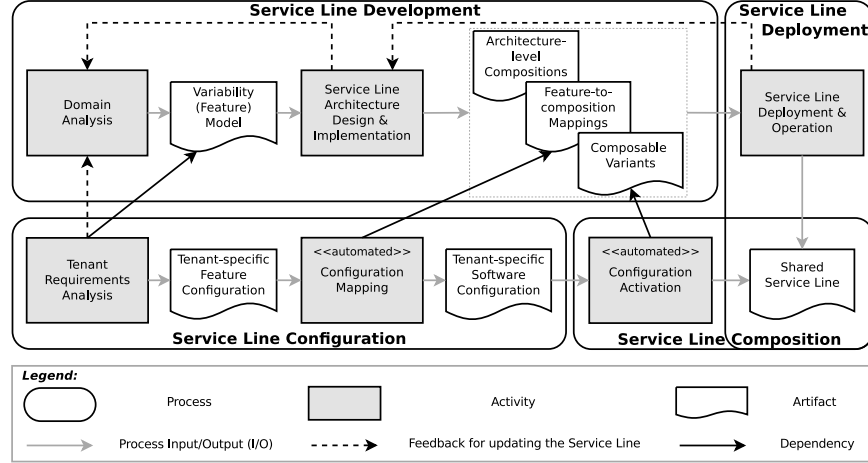 Service Line Development
Service Line
Deployment
Domain
Analysis
Variability
(Feature)
Model
Service Line
Architecture
Design &
Implementation
Architecture-
level
Compositions
Feature-to-
composition
Mappings
Composable
Variants
Service Line
Deployment
& Operation
Tenant
Requirements
Analysis
Tenant-specific
Feature
Configuration
<<automated>>
Configuration
Mapping
Tenant-specific
Software
Configuration
<<automated>>
Configuration
Activation
Shared
Service Line
Service Line Configuration
Service Line Composition
Legend:
Process
Activity
Artifact
Process Input/Output (I/O)
Feedback for updating the Service Line
Dependency